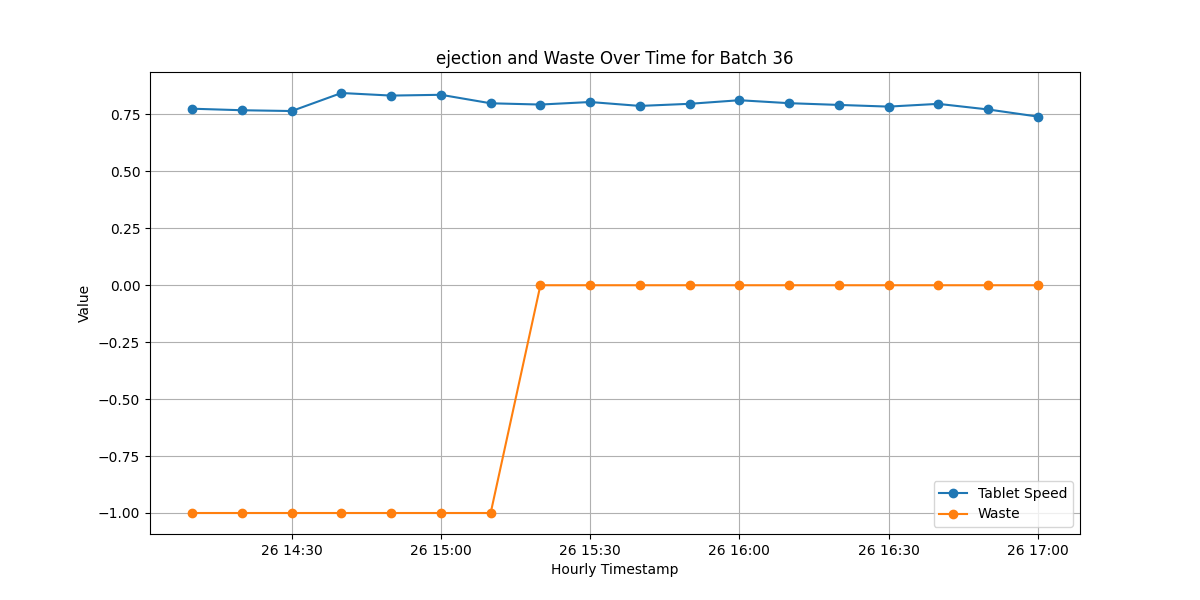 ejection and Waste Over Time for Batch 36
Value
0.75
0.50
0.25
0.00
−0.25
−0.50
−0.75
−1.00
Tablet Speed
Waste
26 14:30 26 15:00 26 15:30 26 16:00 26 16:30 26 17:00
Hourly Timestamp